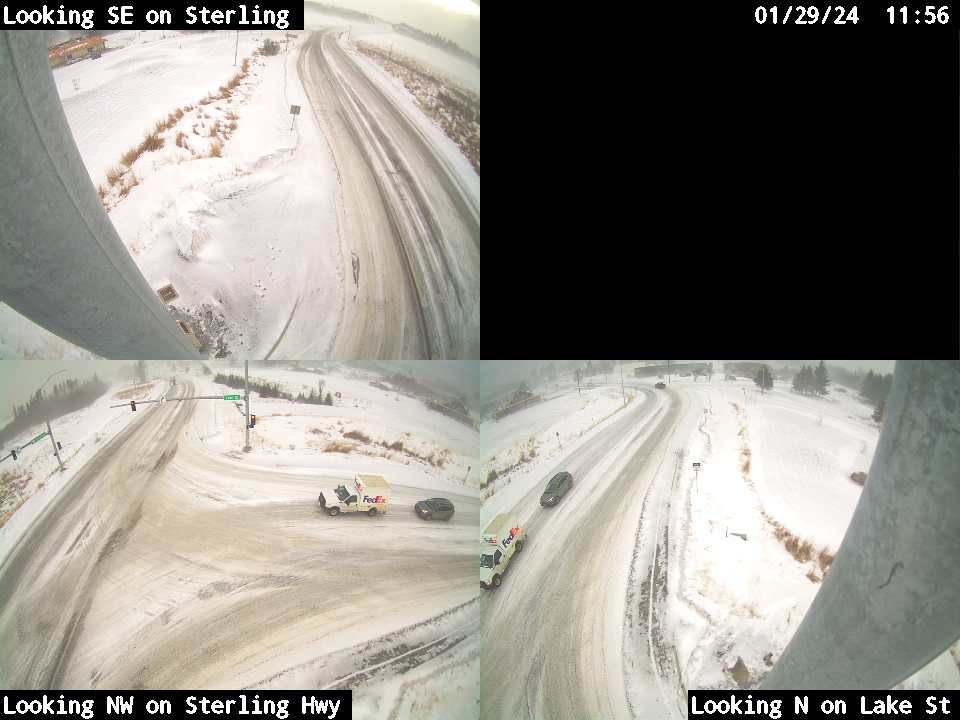 Looking SE on Sterling
01/29/24 11:56
FedEx
FedEx
Looking NW on Sterling Hwy
Looking N on Lake St